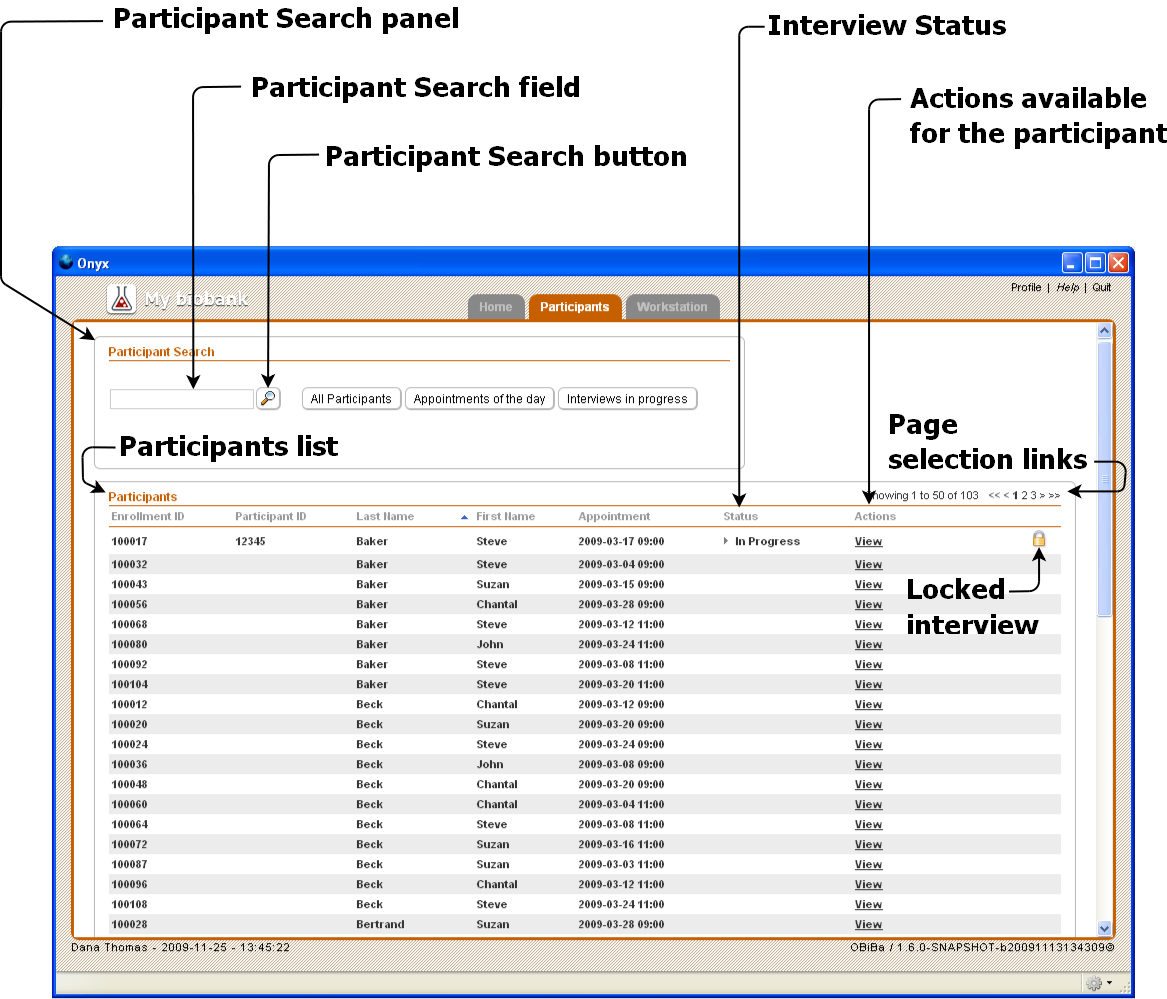 Participant Search panel
Interview Status
Participant Search field
Actions available
for the participant
Participant Search button
Onyx
My biobank
Profile | Help | Quit
Home Participants Workstation
Participant Search
All Participants Appointments of the day Interviews in progress
Participants list
Page
selection links
Participants
howing 1 to 50 of 103 << < 1 2 3 > >>
Enrollment ID Participant ID Last Name First Name Appointment Status Actions
100017 12345 Baker Steve 2009-03-17 09:00 In Progress View
100032 Baker Steve 2009-03-04 09:00 View
100043 Baker Suzan 2009-03-15 09:00 View
Locked
interview
100056 Baker Chantal 2009-03-28 09:00 View
100068 Baker Steve 2009-03-12 11:00 View
100080 Baker John 2009-03-24 11:00 View
100092 Baker Steve 2009-03-08 11:00 View
100104 Baker Steve 2009-03-20 11:00 View
100012 Beck Chantal 2009-03-12 09:00 View
100020 Beck Suzan 2009-03-20 09:00 View
100024 Beck Steve 2009-03-24 09:00 View
100036 Beck John 2009-03-08 09:00 View
100048 Beck Chantal 2009-03-20 09:00 View
100060 Beck Chantal 2009-03-04 11:00 View
100064 Beck Steve 2009-03-08 11:00 View
100072 Beck Suzan 2009-03-16 11:00 View
100087 Beck Suzan 2009-03-03 11:00 View
100096 Beck Chantal 2009-03-12 11:00 View
100108 Beck Steve 2009-03-24 11:00 View
100028 Bertrand Suzan 2009-03-28 09:00 View
Dana Thomas - 2009-11-25 - 13:45:22
OBiBa / 1.6.0-SNAPSHOT-b20091113134309©